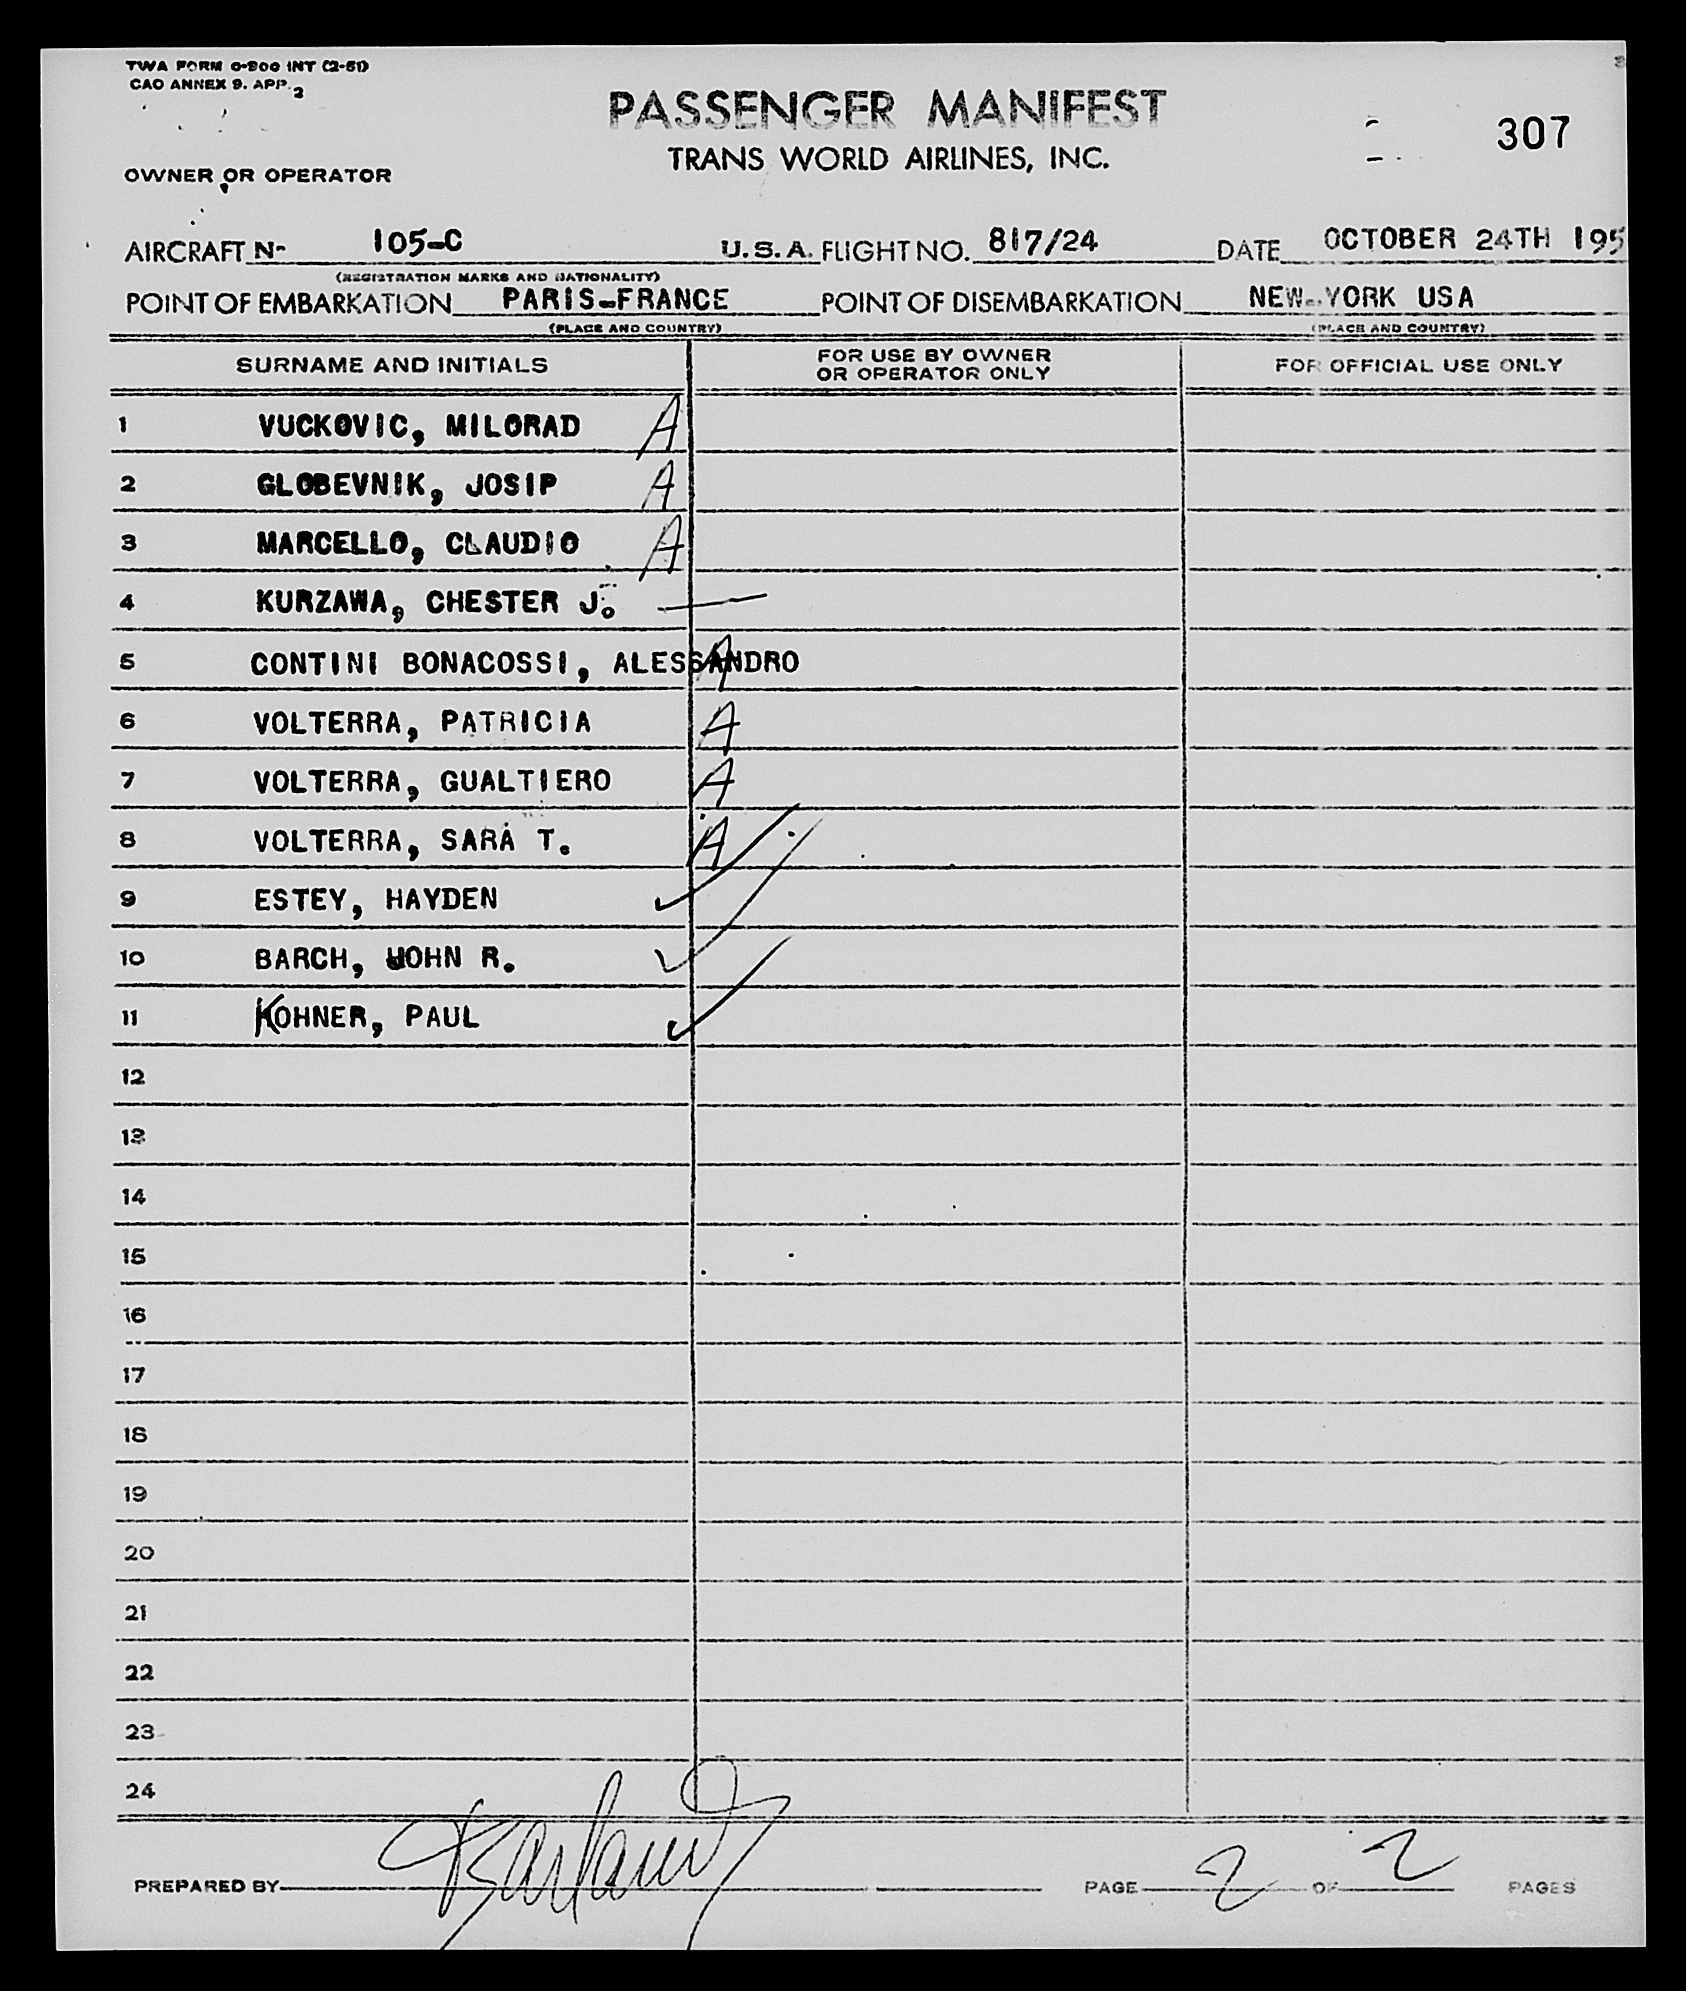 TWA FORM O-800 INT (2-51)
CAO ANNEX 9. APP. 2
PASSENGER MANIFEST
307
TRANS WORLD AIRLINES, INC.
OWNER OR OPERATOR
AIRCRAFT N- 105-C U.S.A. FLIGHT NO. 817/24 DATE OCTOBER 24TH 195
(REGISTRATION MARKS AND NATIONALITY)
POINT OF EMBARKATION PARIS-FRANCE POINT OF DISEMBARKATION NEW-YORK USA
(PLACE AND COUNTRY) (PLACE AND COUNTRY)
SURNAME AND INITIALS FOR USE BY OWNER OR OPERATOR ONLY FOR OFFICIAL USE ONLY
1 VUCKOVIC, MILORAD A
2 GLOBEVNIK, JOSIP A
3 MARCELLO, CLAUDIO A
4 KURZAWA, CHESTER J. —
5 CONTINI BONACOSSI, ALESSANDRO A
6 VOLTERRA, PATRICIA A
7 VOLTERRA, GUALTIERO A
8 VOLTERRA, SARA T. A
9 ESTEY, HAYDEN ✓
10 BARCH, JOHN R. ✓
11 KOHNER, PAUL ✓
12
13
14
15
16
17
18
19
20
21
22
23
24
PREPARED BY PAGE 2 OF 2 PAGES